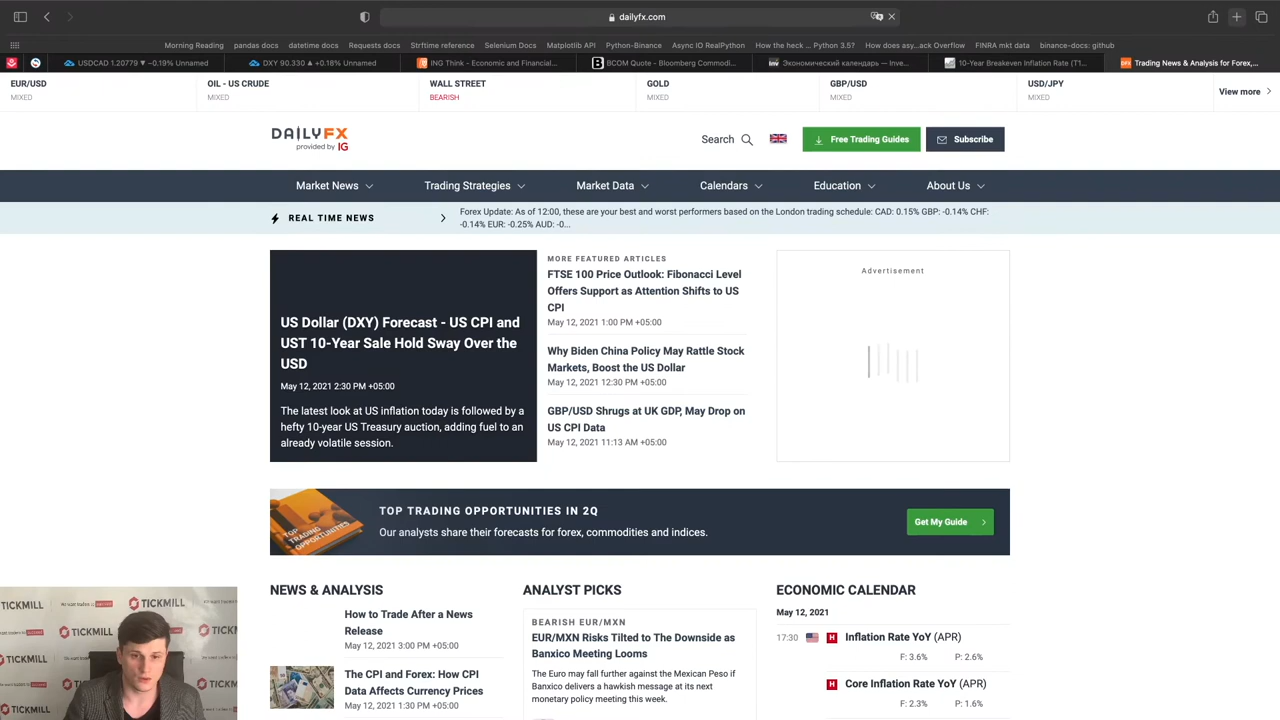 dailyfx.com
Morning Reading
pandas docs
datetime docs
Requests docs
Strftime reference
Selenium Docs
Matplotlib API
Python-Binance
Async IO RealPython
How the heck ... Python 3.5?
How does asy...ack Overflow
FINRA mkt data
binance-docs: github
USDCAD 1.20779 ▼ −0.19% Unnamed
DXY 90.330 ▲ +0.18% Unnamed
ING Think - Economic and Financial...
BCOM Quote - Bloomberg Commodi...
Экономический календарь — Inve...
10-Year Breakeven Inflation Rate (T1...
Trading News & Analysis for Forex,...
EUR/USD
MIXED
OIL - US CRUDE
MIXED
WALL STREET
BEARISH
GOLD
MIXED
GBP/USD
MIXED
USD/JPY
MIXED
View more
DAILYFX
provided by IG
Search
Free Trading Guides
Subscribe
Market News
Trading Strategies
Market Data
Calendars
Education
About Us
REAL TIME NEWS
Forex Update: As of 12:00, these are your best and worst performers based on the London trading schedule: CAD: 0.15% GBP: -0.14% CHF:
-0.14% EUR: -0.25% AUD: -0...
US Dollar (DXY) Forecast - US CPI and
UST 10-Year Sale Hold Sway Over the
USD
May 12, 2021 2:30 PM +05:00
The latest look at US inflation today is followed by a
hefty 10-year US Treasury auction, adding fuel to an
already volatile session.
MORE FEATURED ARTICLES
FTSE 100 Price Outlook: Fibonacci Level
Offers Support as Attention Shifts to US
CPI
May 12, 2021 1:00 PM +05:00
Why Biden China Policy May Rattle Stock
Markets, Boost the US Dollar
May 12, 2021 12:30 PM +05:00
GBP/USD Shrugs at UK GDP, May Drop on
US CPI Data
May 12, 2021 11:13 AM +05:00
Advertisement
TOP TRADING OPPORTUNITIES
TOP TRADING OPPORTUNITIES IN 2Q
Our analysts share their forecasts for forex, commodities and indices.
Get My Guide
NEWS & ANALYSIS
How to Trade After a News
Release
May 12, 2021 3:00 PM +05:00
The CPI and Forex: How CPI
Data Affects Currency Prices
May 12, 2021 1:30 PM +05:00
ANALYST PICKS
BEARISH EUR/MXN
EUR/MXN Risks Tilted to The Downside as
Banxico Meeting Looms
The Euro may fall further against the Mexican Peso if
Banxico delivers a hawkish message at its next
monetary policy meeting this week.
ECONOMIC CALENDAR
May 12, 2021
17:30 H Inflation Rate YoY (APR)
F: 3.6% P: 2.6%
H Core Inflation Rate YoY (APR)
F: 2.3% P: 1.6%
TICKMILL
TICKMILL
TICKMILL
TICKMILL